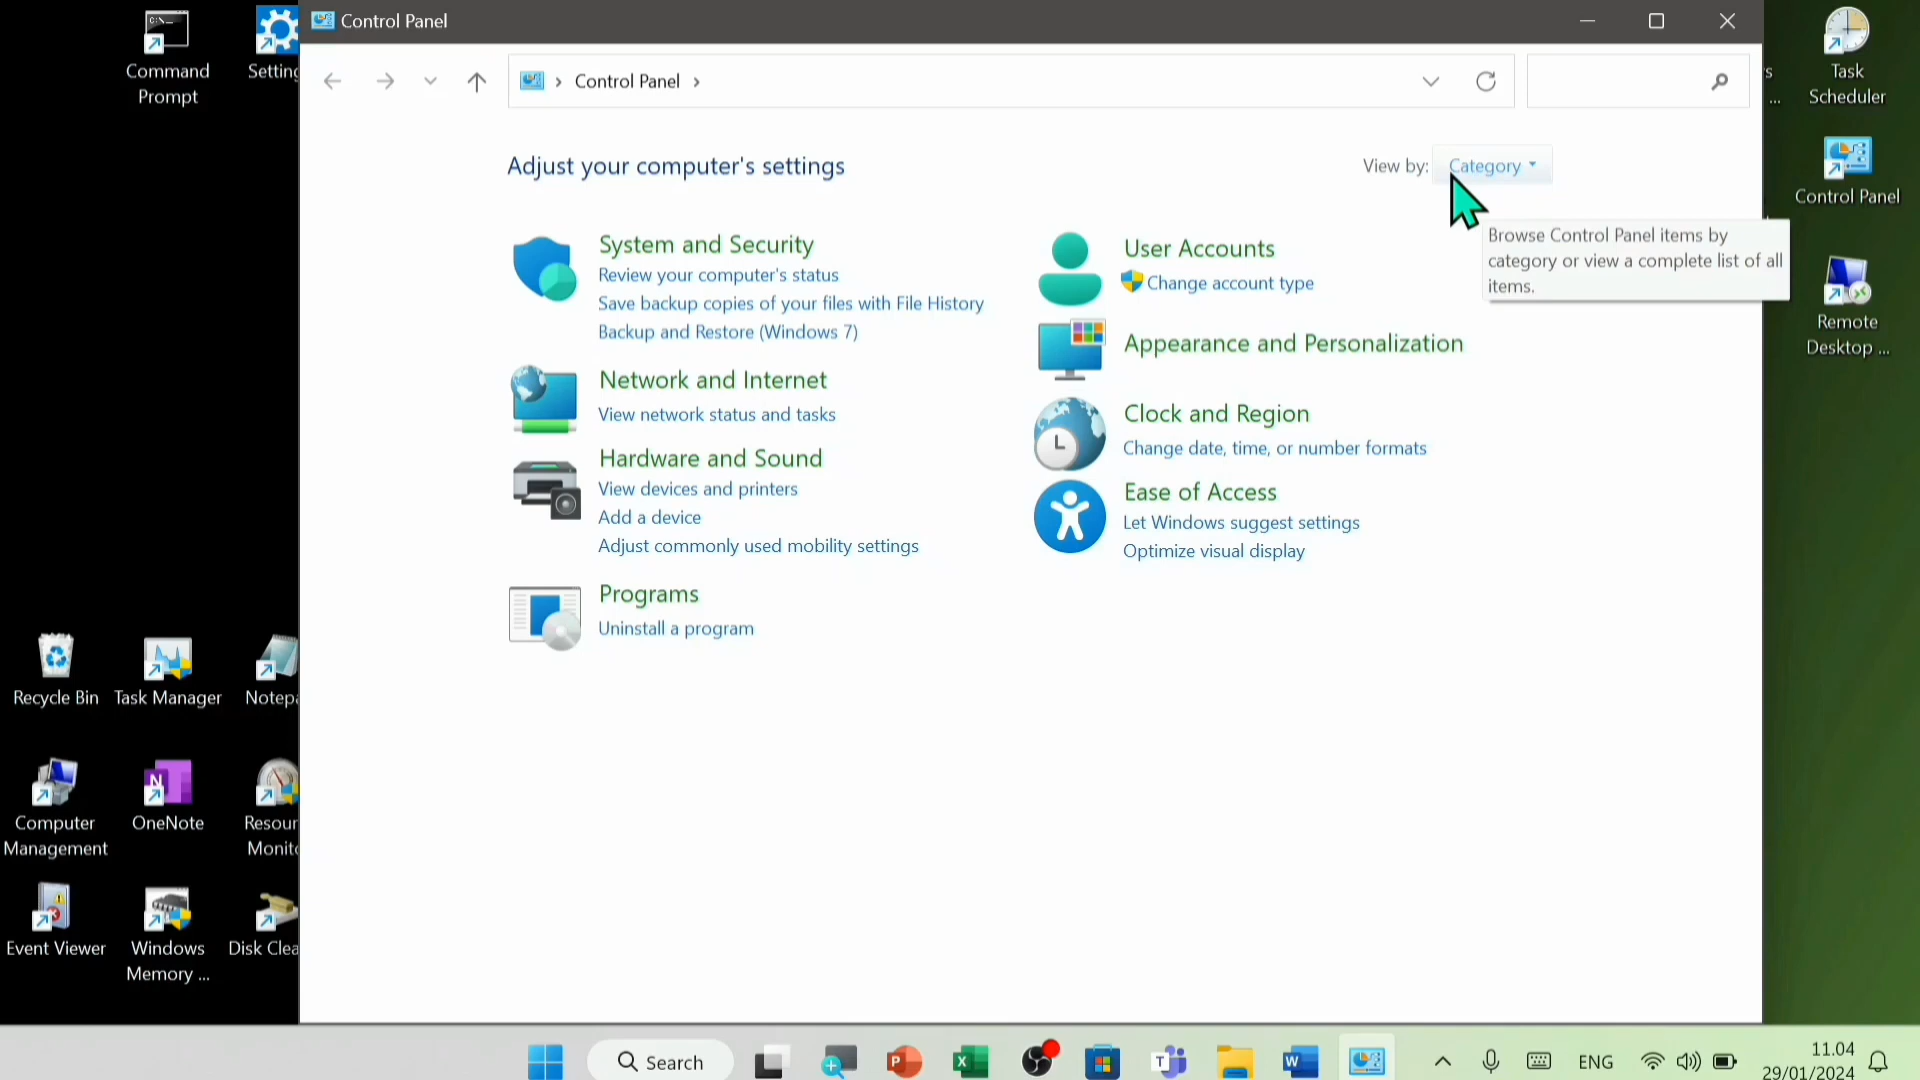 Control Panel
Control Panel
View by: Category
Adjust your computer's settings
Browse Control Panel items by
category or view a complete list of all
items.
System and Security
Review your computer's status
Save backup copies of your files with File History
Backup and Restore (Windows 7)
Network and Internet
View network status and tasks
Hardware and Sound
View devices and printers
Add a device
Adjust commonly used mobility settings
Programs
Uninstall a program
User Accounts
Change account type
Appearance and Personalization
Clock and Region
Change date, time, or number formats
Ease of Access
Let Windows suggest settings
Optimize visual display
Command
Prompt
Setting
Recycle Bin
Task Manager
Notepa
Computer
Management
OneNote
Resour
Monito
Event Viewer
Windows
Memory ...
Disk Clea
s
...
Task
Scheduler
Control Panel
Remote
Desktop ...
Search
ENG
11.04
29/01/2024